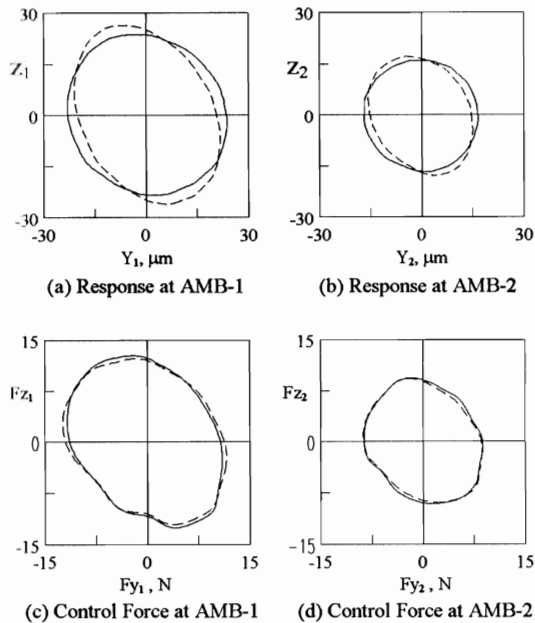 30
Z₁
0
-30
-30 0 30
Y₁, μm
(a) Response at AMB-1
30
Z₂
0
-30
-30 0 30
Y₂, μm
(b) Response at AMB-2
15
Fz₁
0
-15
-15 0 15
Fy₁, N
(c) Control Force at AMB-1
15
Fz₂
0
-15
-15 0 15
Fy₂, N
(d) Control Force at AMB-2